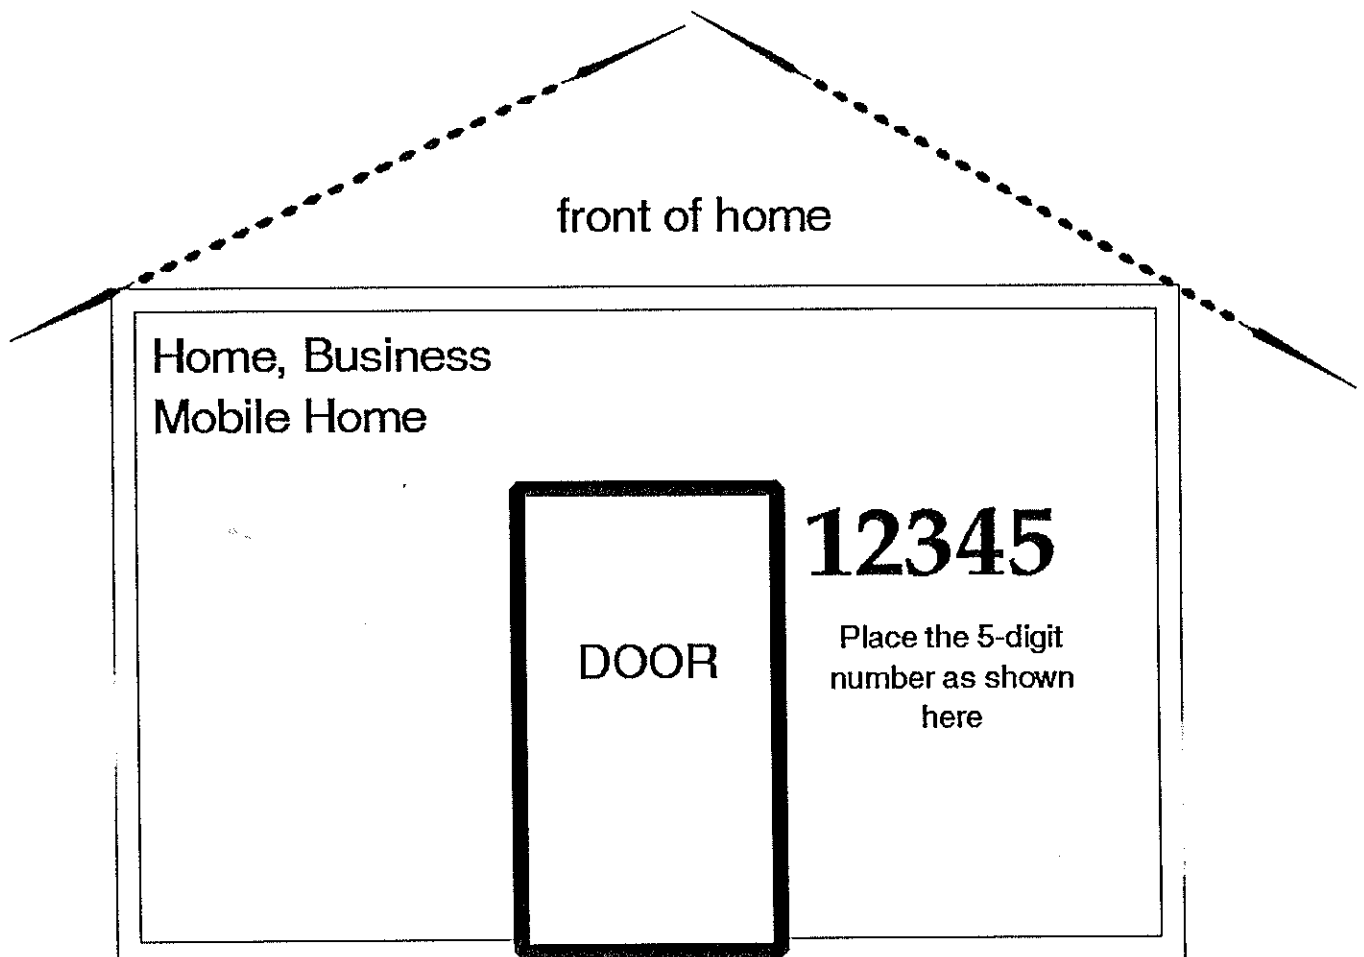 front of home
Home, Business
Mobile Home
12345
DOOR
Place the 5-digit
number as shown
here